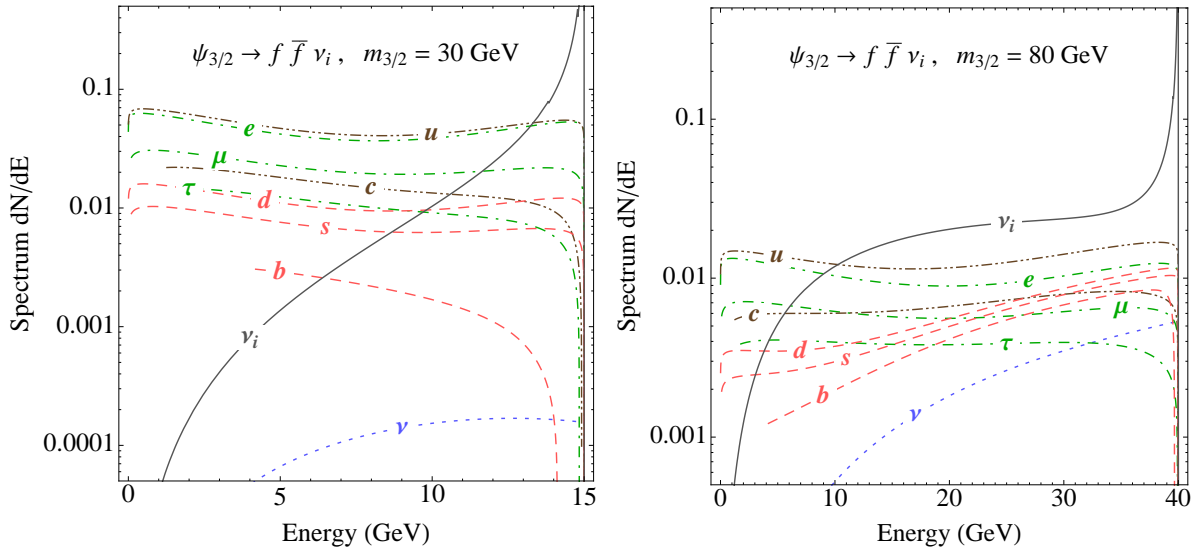 ψ3/2 → f f̅ νi , m3/2 = 30 GeV
0.1
0.01
0.001
0.0001
Spectrum dN/dE
e
u
μ
c
τ
d
s
b
νi
ν
0 5 10 15
Energy (GeV)
ψ3/2 → f f̅ νi , m3/2 = 80 GeV
0.1
0.01
0.001
Spectrum dN/dE
νi
u
e
c
μ
d
s
τ
b
ν
0 10 20 30 40
Energy (GeV)